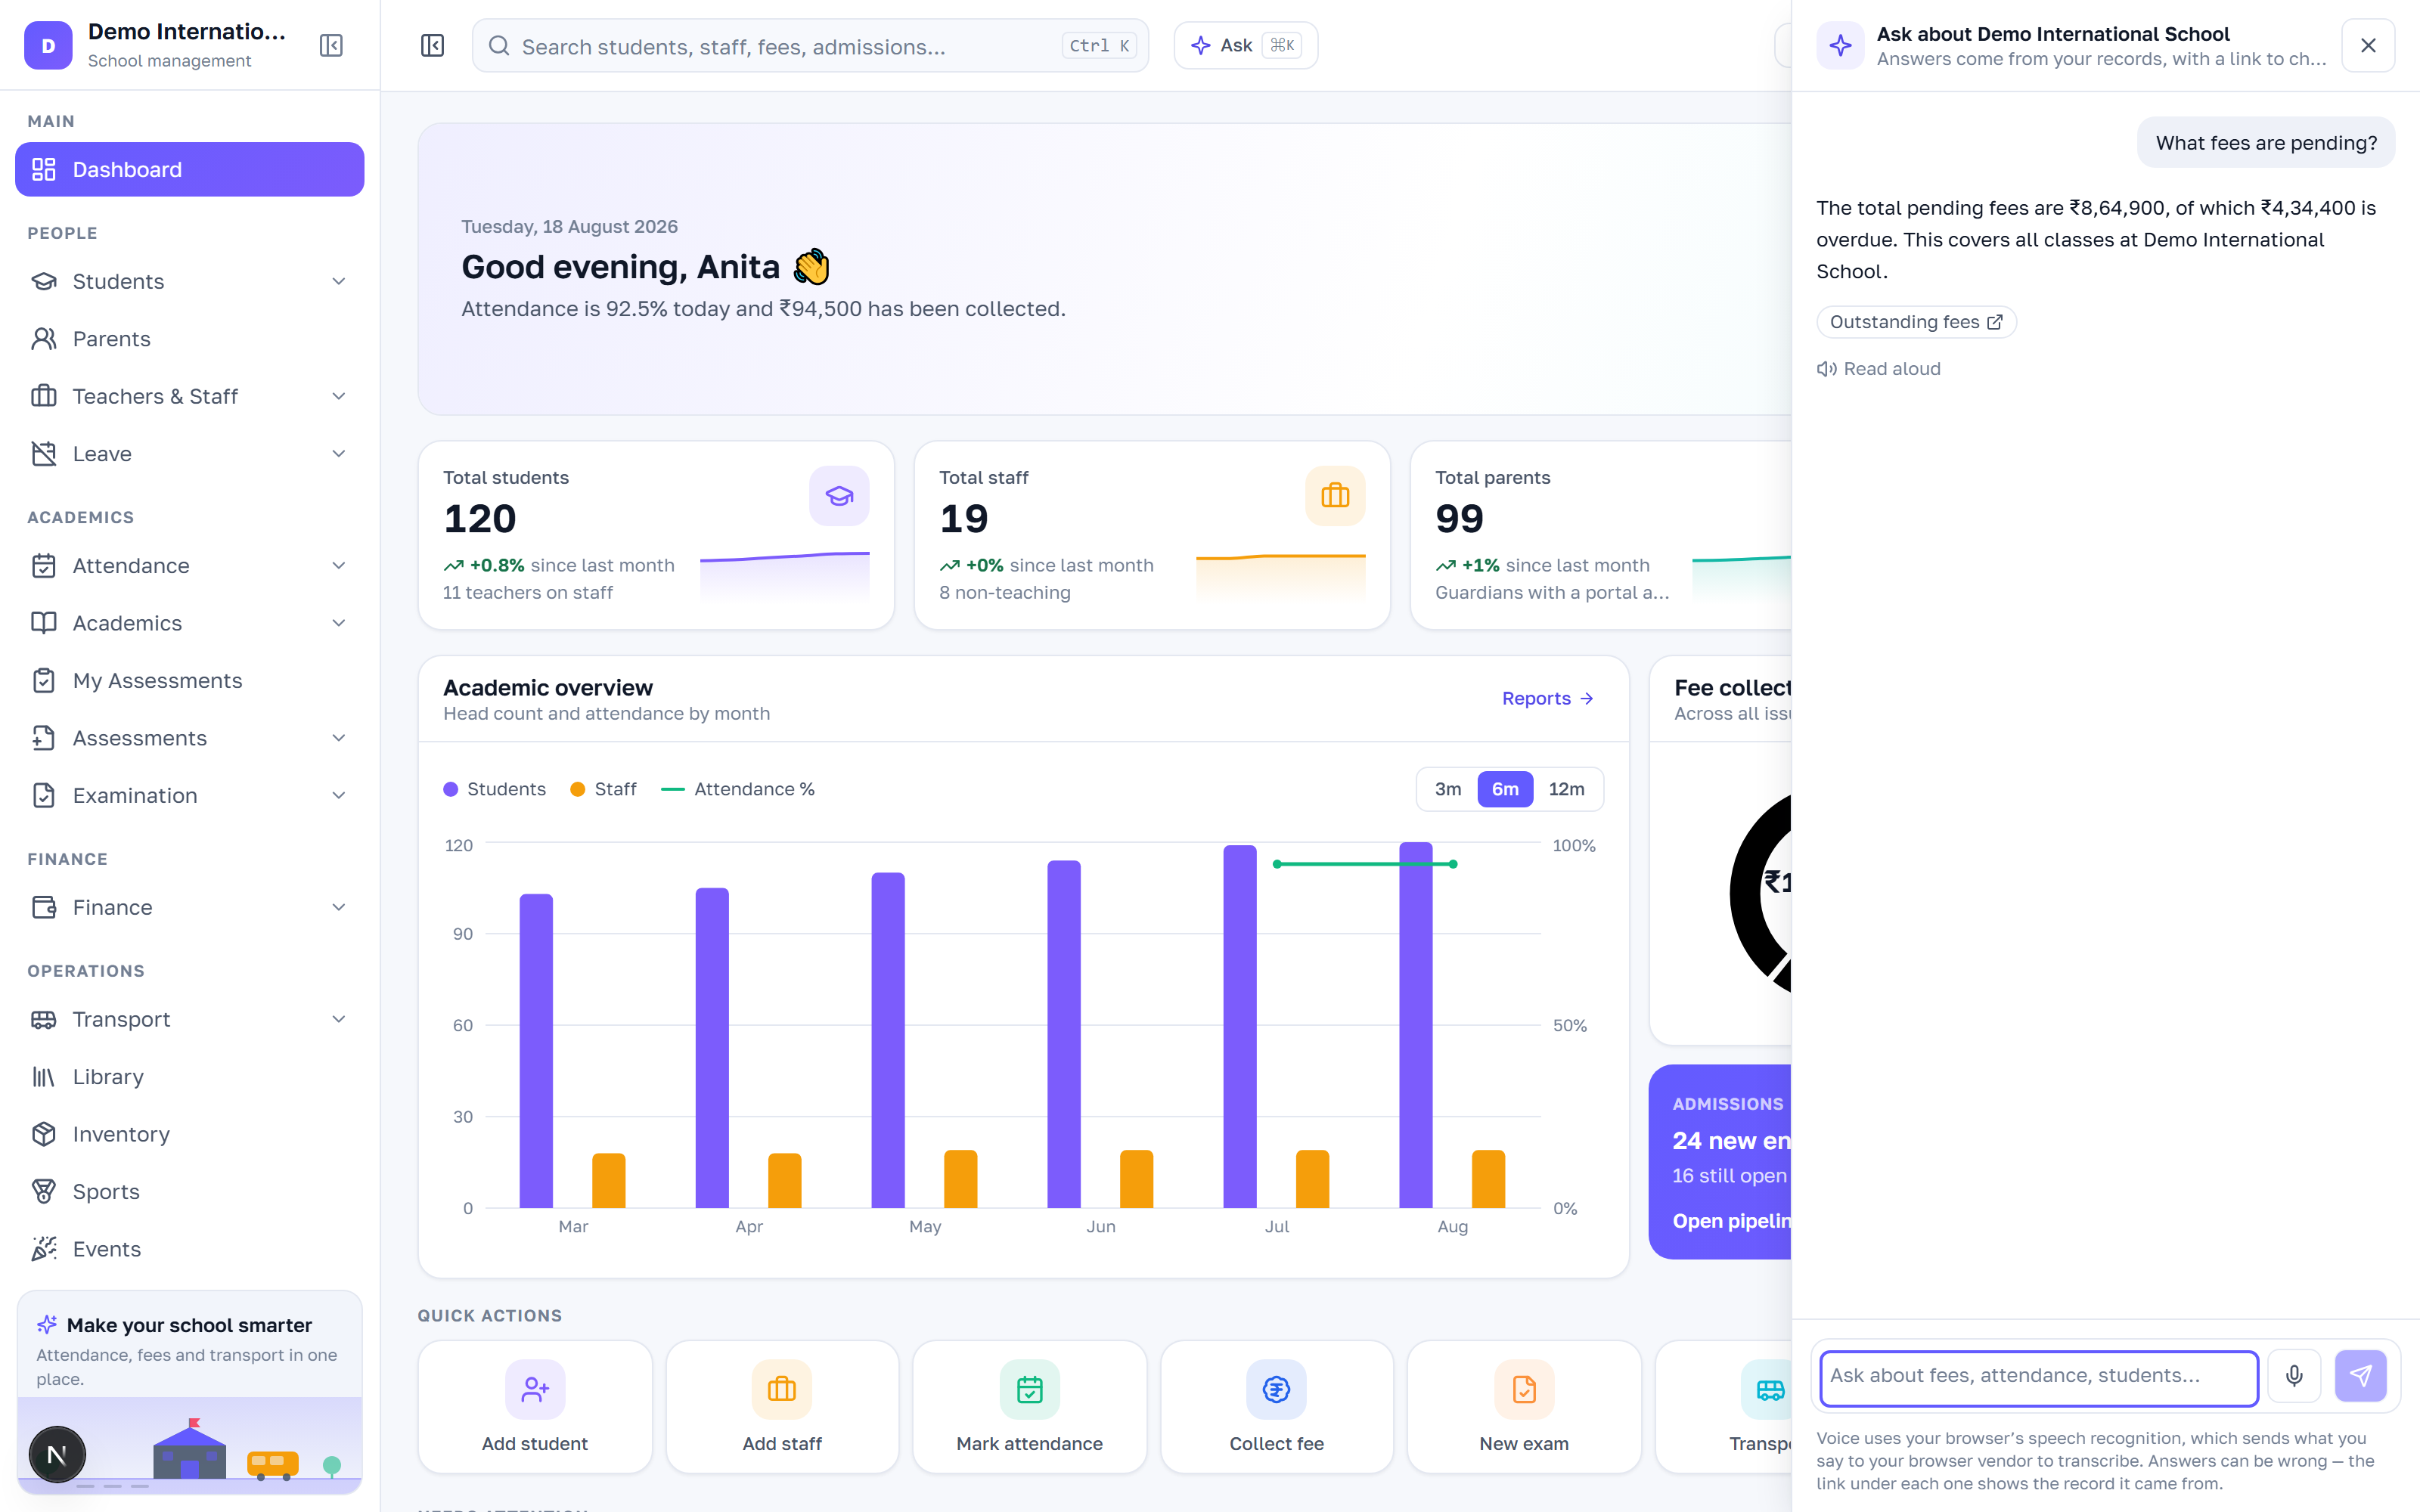 D
Demo Internatio...
School management
MAIN
Dashboard
PEOPLE
Students
Parents
Teachers & Staff
Leave
ACADEMICS
Attendance
Academics
My Assessments
Assessments
Examination
FINANCE
Finance
OPERATIONS
Transport
Library
Inventory
Sports
Events
Make your school smarter
Attendance, fees and transport in one
place.
N
Search students, staff, fees, admissions...
Ctrl K
Ask
⌘K
Tuesday, 18 August 2026
Good evening, Anita 👋
Attendance is 92.5% today and ₹94,500 has been collected.
Total students
120
+0.8% since last month
11 teachers on staff
Total staff
19
+0% since last month
8 non-teaching
Total parents
99
+1% since last month
Guardians with a portal a...
Academic overview
Head count and attendance by month
Reports →
Students
Staff
Attendance %
3m
6m
12m
120
90
60
30
0
100%
50%
0%
Mar
Apr
May
Jun
Jul
Aug
Fee collect
Across all issu
₹1
ADMISSIONS
24 new en
16 still open
Open pipelin
QUICK ACTIONS
Add student
Add staff
Mark attendance
Collect fee
New exam
Transpo
Ask about Demo International School
Answers come from your records, with a link to ch...
What fees are pending?
The total pending fees are ₹8,64,900, of which ₹4,34,400 is
overdue. This covers all classes at Demo International
School.
Outstanding fees
Read aloud
Ask about fees, attendance, students...
Voice uses your browser's speech recognition, which sends what you
say to your browser vendor to transcribe. Answers can be wrong — the
link under each one shows the record it came from.